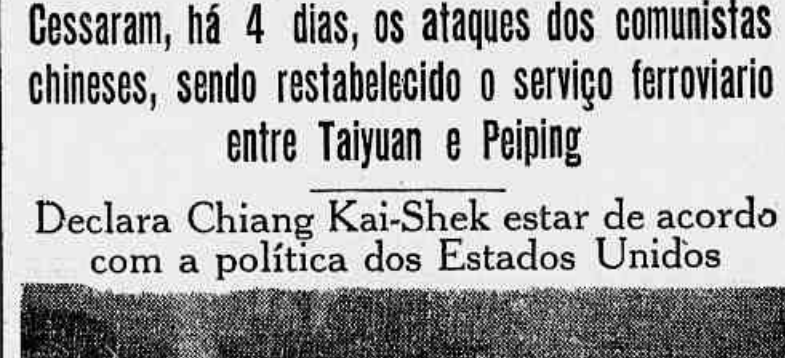 Cessaram, há 4 dias, os ataques dos comunistas
chineses, sendo restabelecido o serviço ferroviario
entre Taiyuan e Peiping
Declara Chiang Kai-Shek estar de acordo
com a política dos Estados Unidos